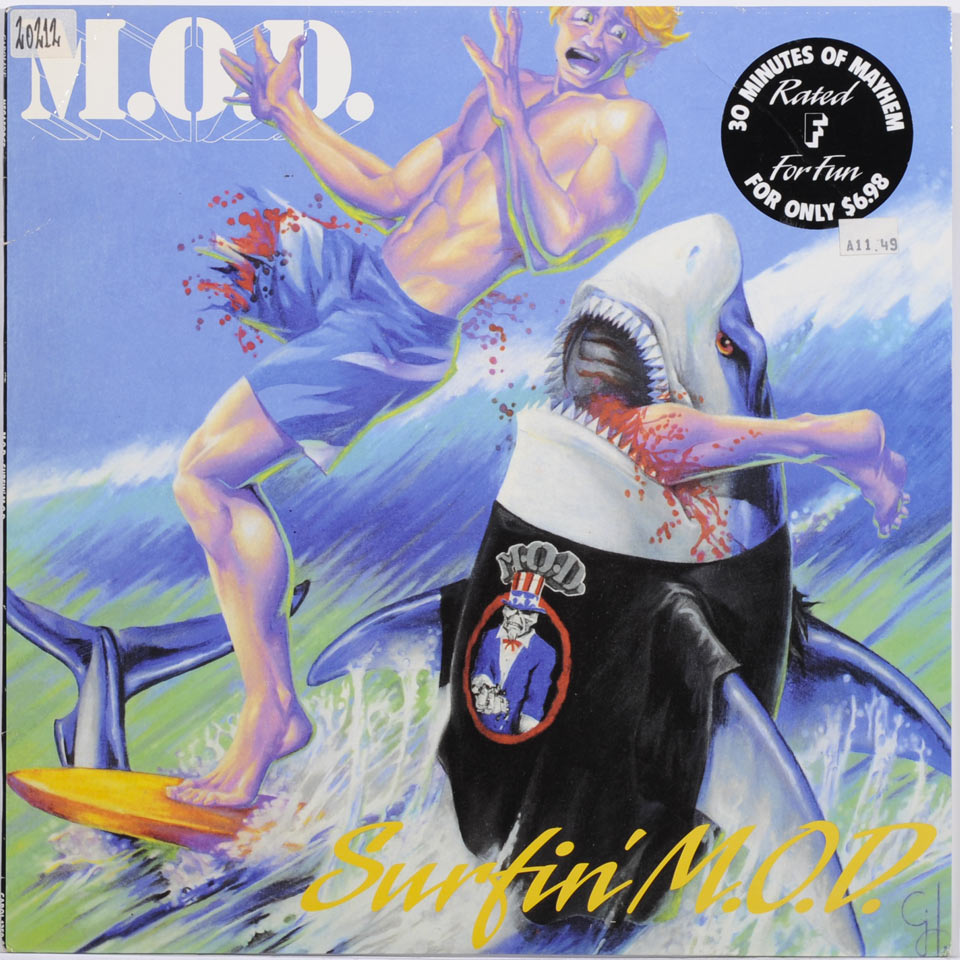 20212
M.O.D.
30 MINUTES OF MAYHEM
Rated
F
For Fun
FOR ONLY $6.98
A11.49
M.O.D.
Surfin' M.O.D.